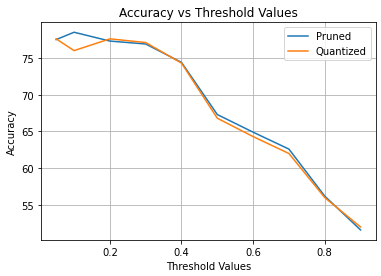 Accuracy vs Threshold Values
Pruned
Quantized
75
70
65
60
55
Accuracy
0.2 0.4 0.6 0.8
Threshold Values